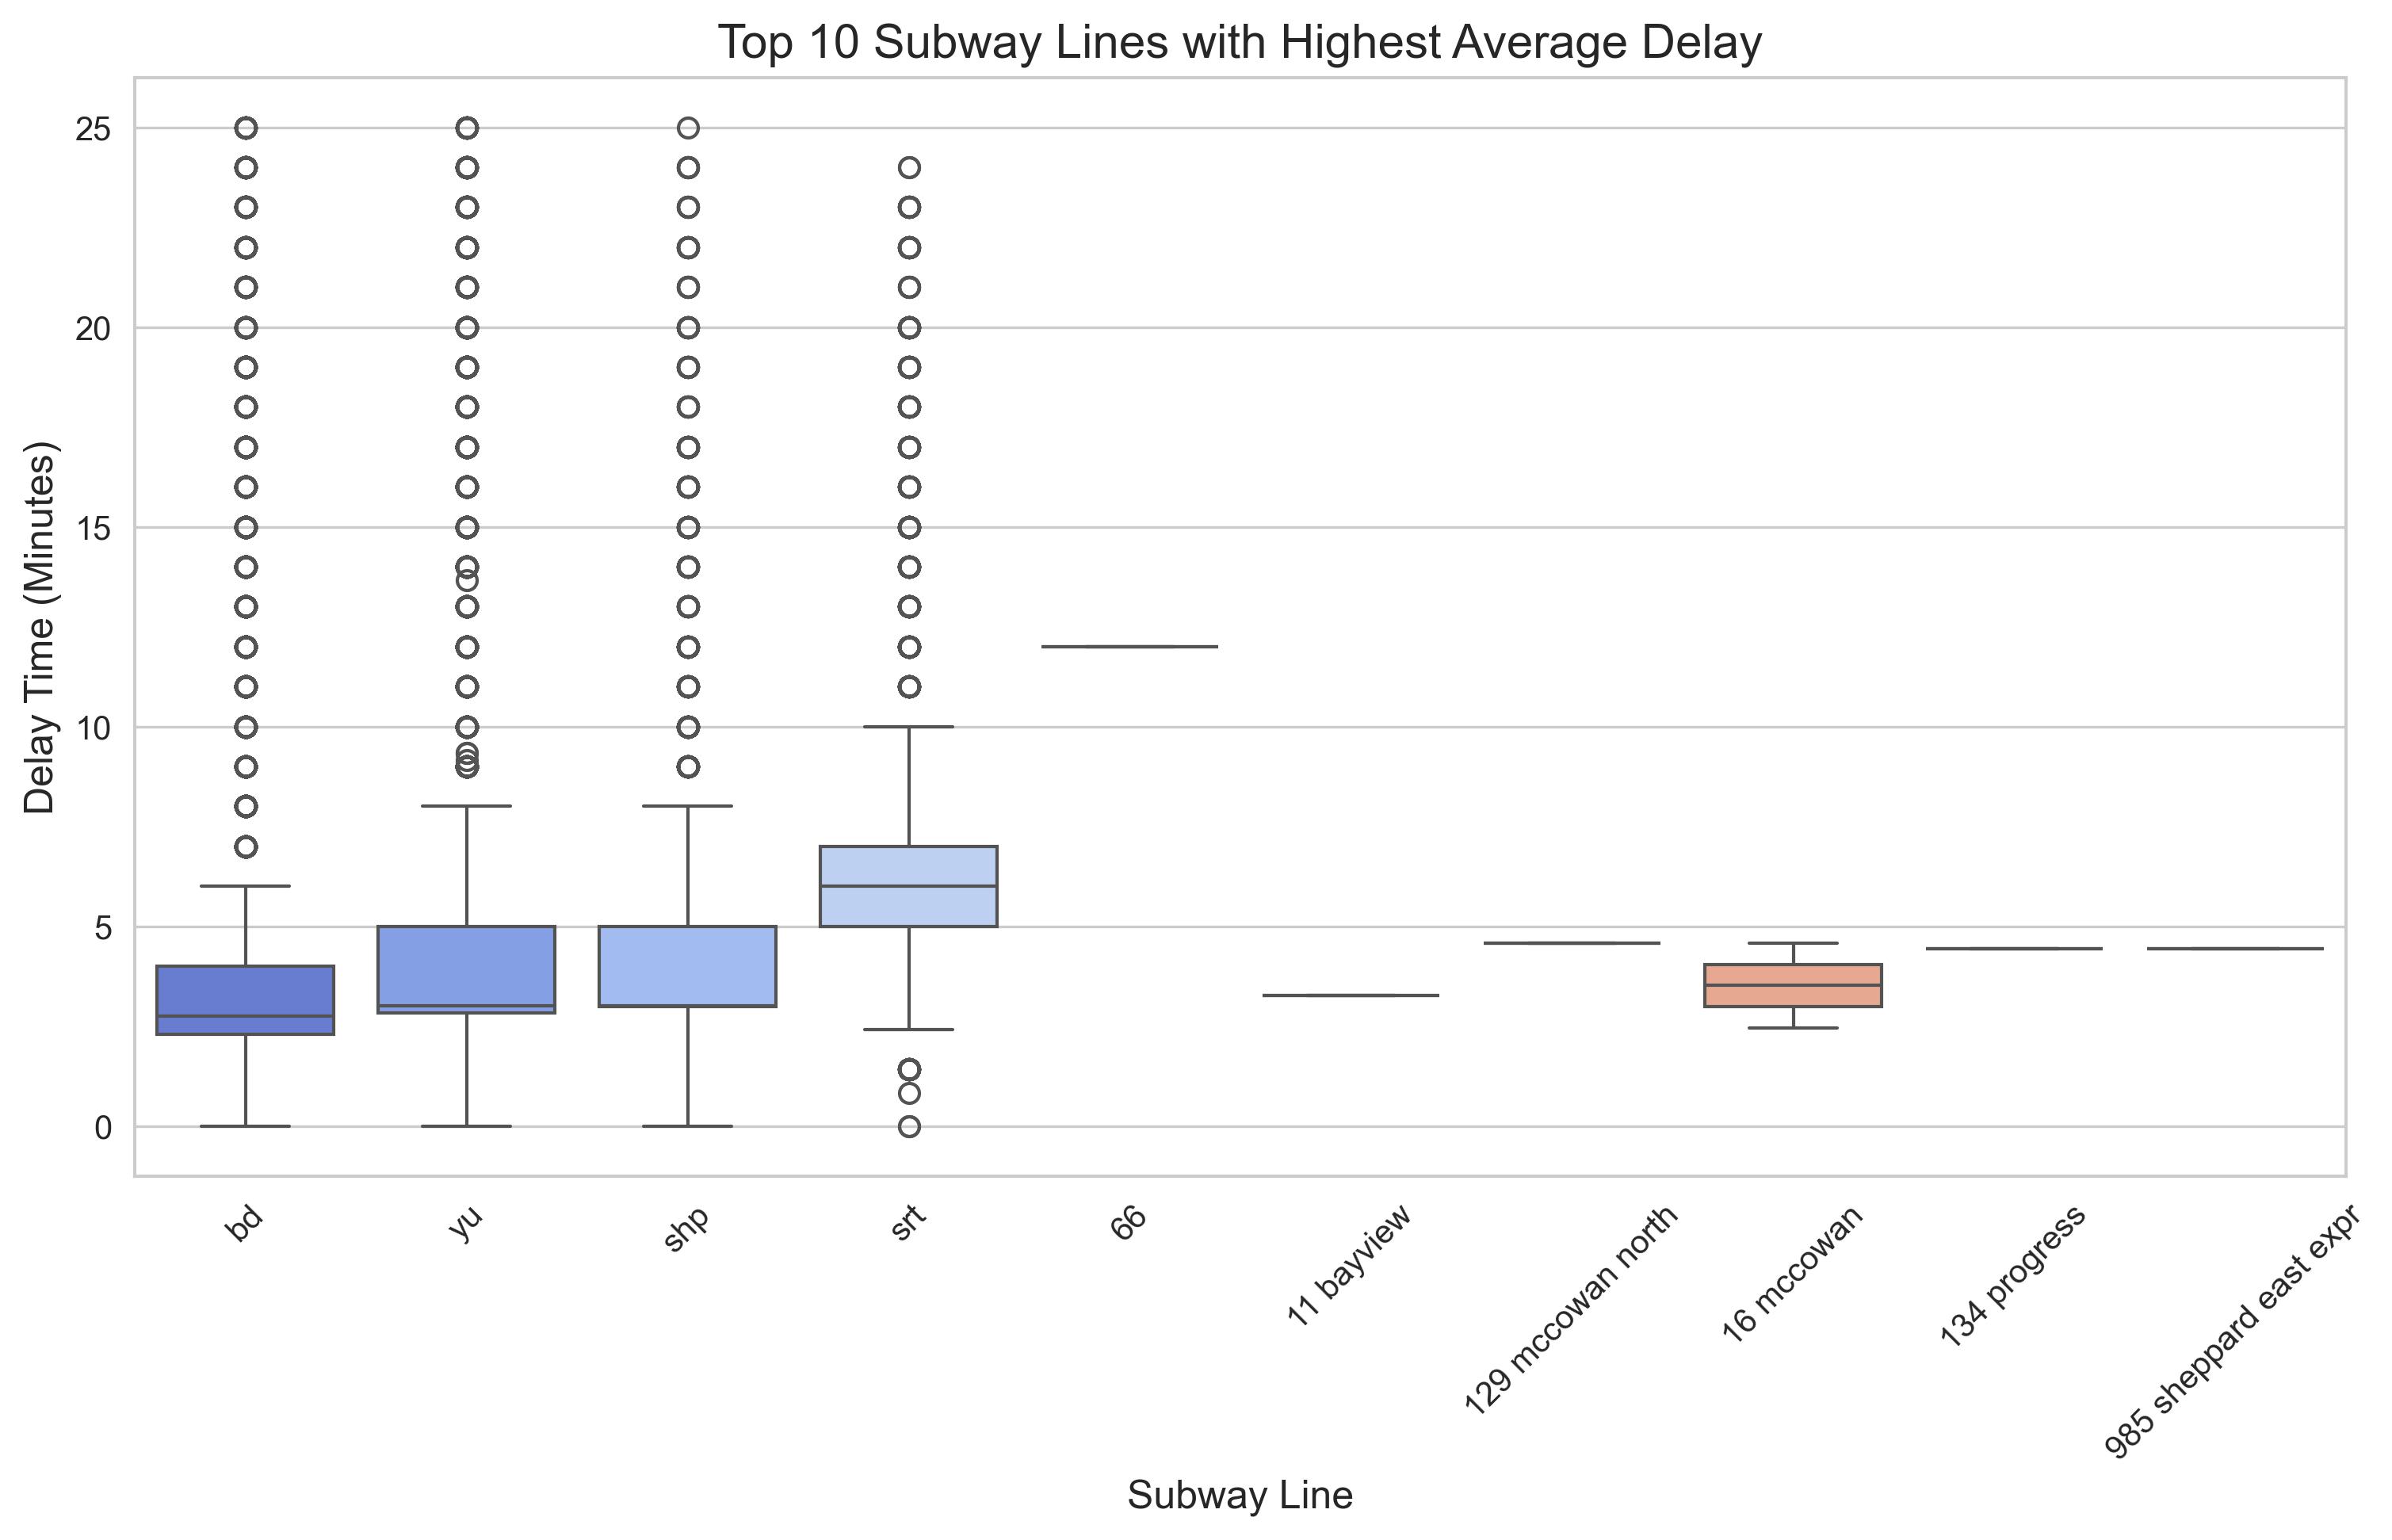 Top 10 Subway Lines with Highest Average Delay
Delay Time (Minutes)
25
20
15
10
5
0
bd
yu
shp
srt
66
11 bayview
129 mccowan north
16 mccowan
134 progress
985 sheppard east expr
Subway Line